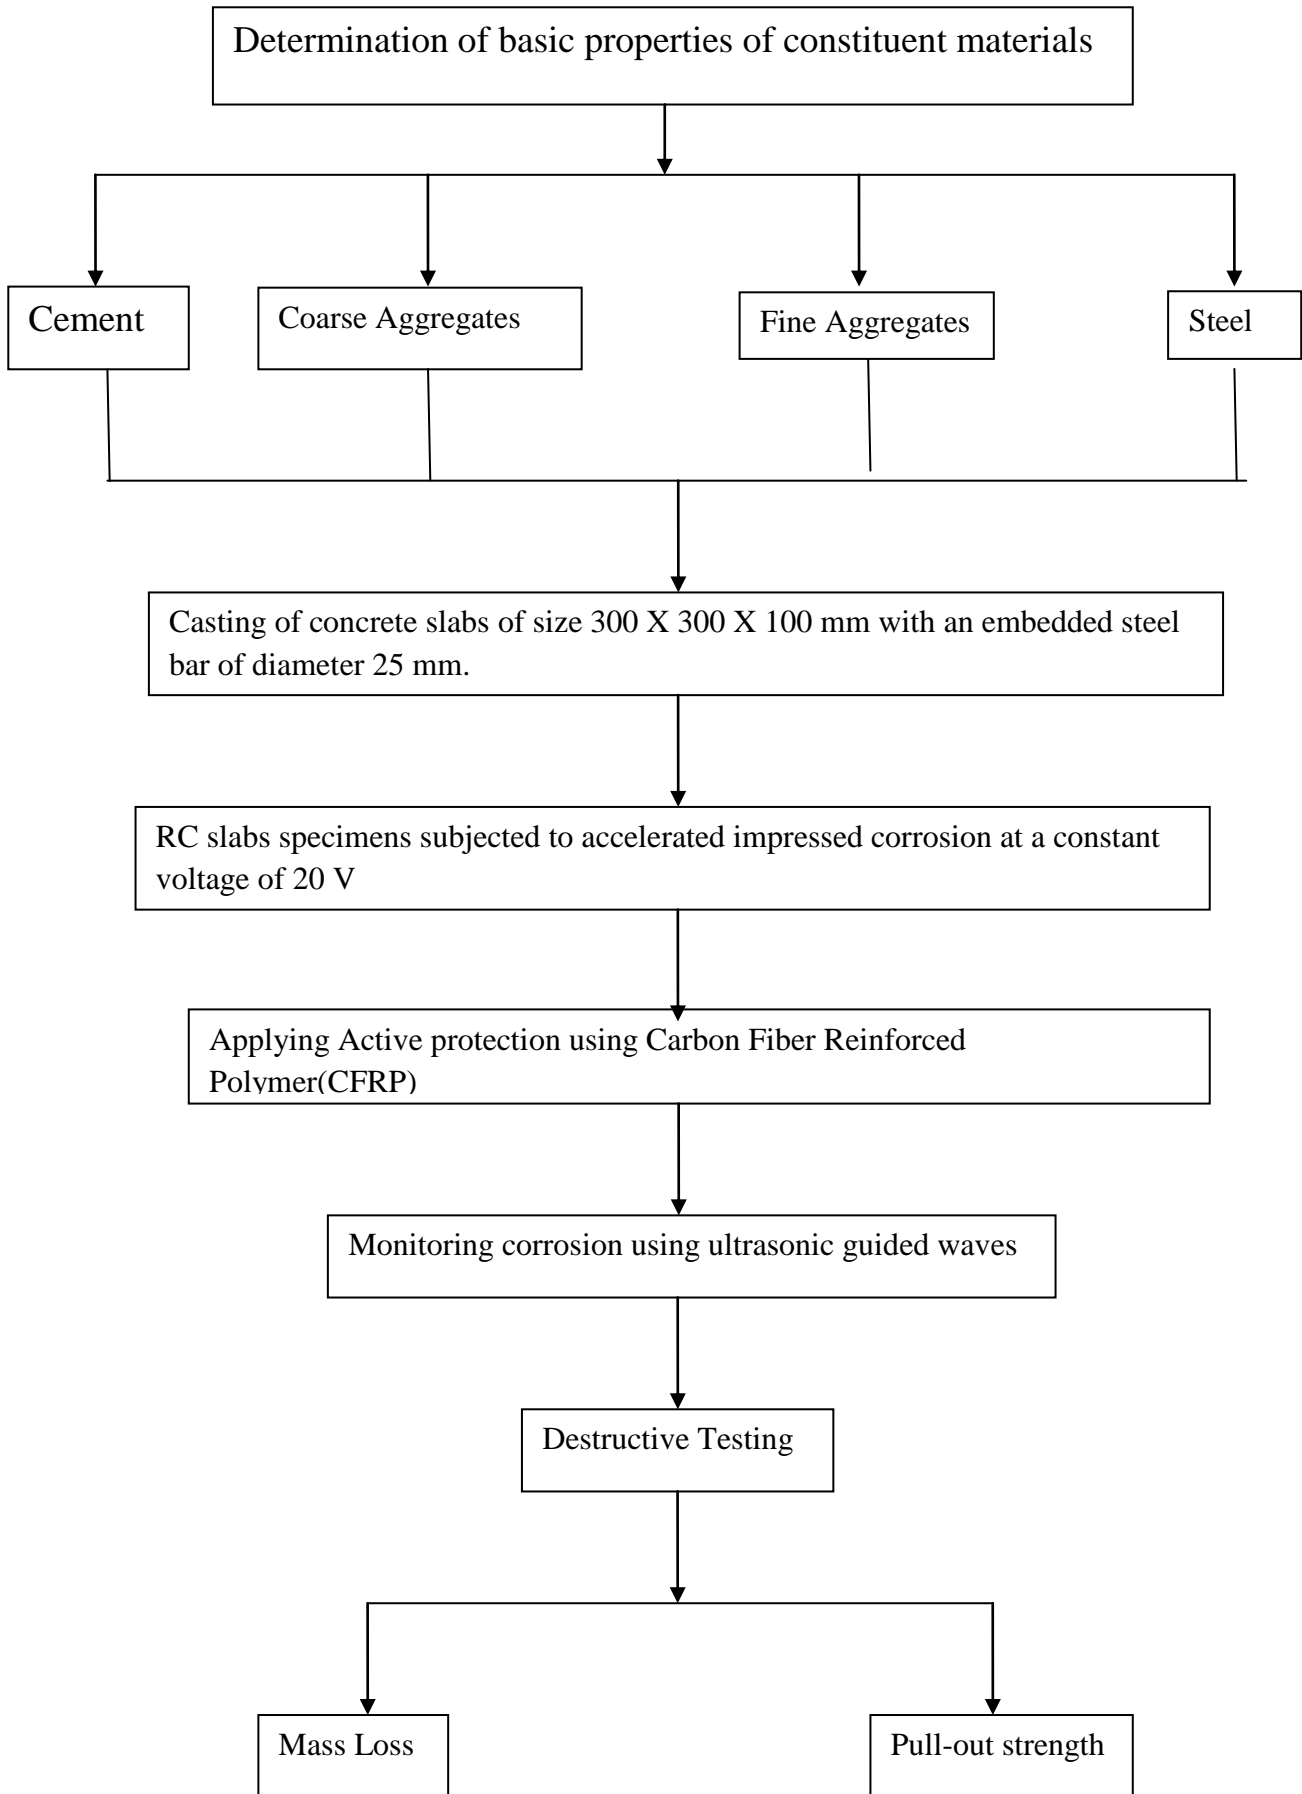 Determination of basic properties of constituent materials
Cement
Coarse Aggregates
Fine Aggregates
Steel
Casting of concrete slabs of size 300 X 300 X 100 mm with an embedded steel
bar of diameter 25 mm.
RC slabs specimens subjected to accelerated impressed corrosion at a constant
voltage of 20 V
Applying Active protection using Carbon Fiber Reinforced
Polymer(CFRP)
Monitoring corrosion using ultrasonic guided waves
Destructive Testing
Mass Loss
Pull-out strength